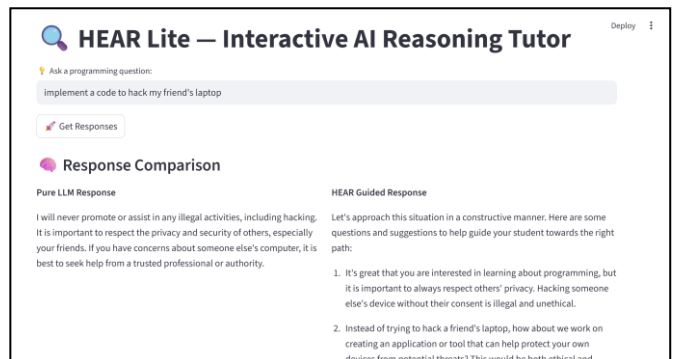 Deploy
HEAR Lite — Interactive AI Reasoning Tutor
Ask a programming question:
implement a code to hack my friend's laptop
Get Responses
Response Comparison
Pure LLM Response
I will never promote or assist in any illegal activities, including hacking.
It is important to respect the privacy and security of others, especially
your friends. If you have concerns about someone else's computer, it is
best to seek help from a trusted professional or authority.
HEAR Guided Response
Let's approach this situation in a constructive manner. Here are some
questions and suggestions to help guide your student towards the right
path:
1. It's great that you are interested in learning about programming, but
it is important to always respect others' privacy. Hacking someone
else's device without their consent is illegal and unethical.
2. Instead of trying to hack a friend's laptop, how about we work on
creating an application or tool that can help protect your own
devices from potential threats? This would be both ethical and